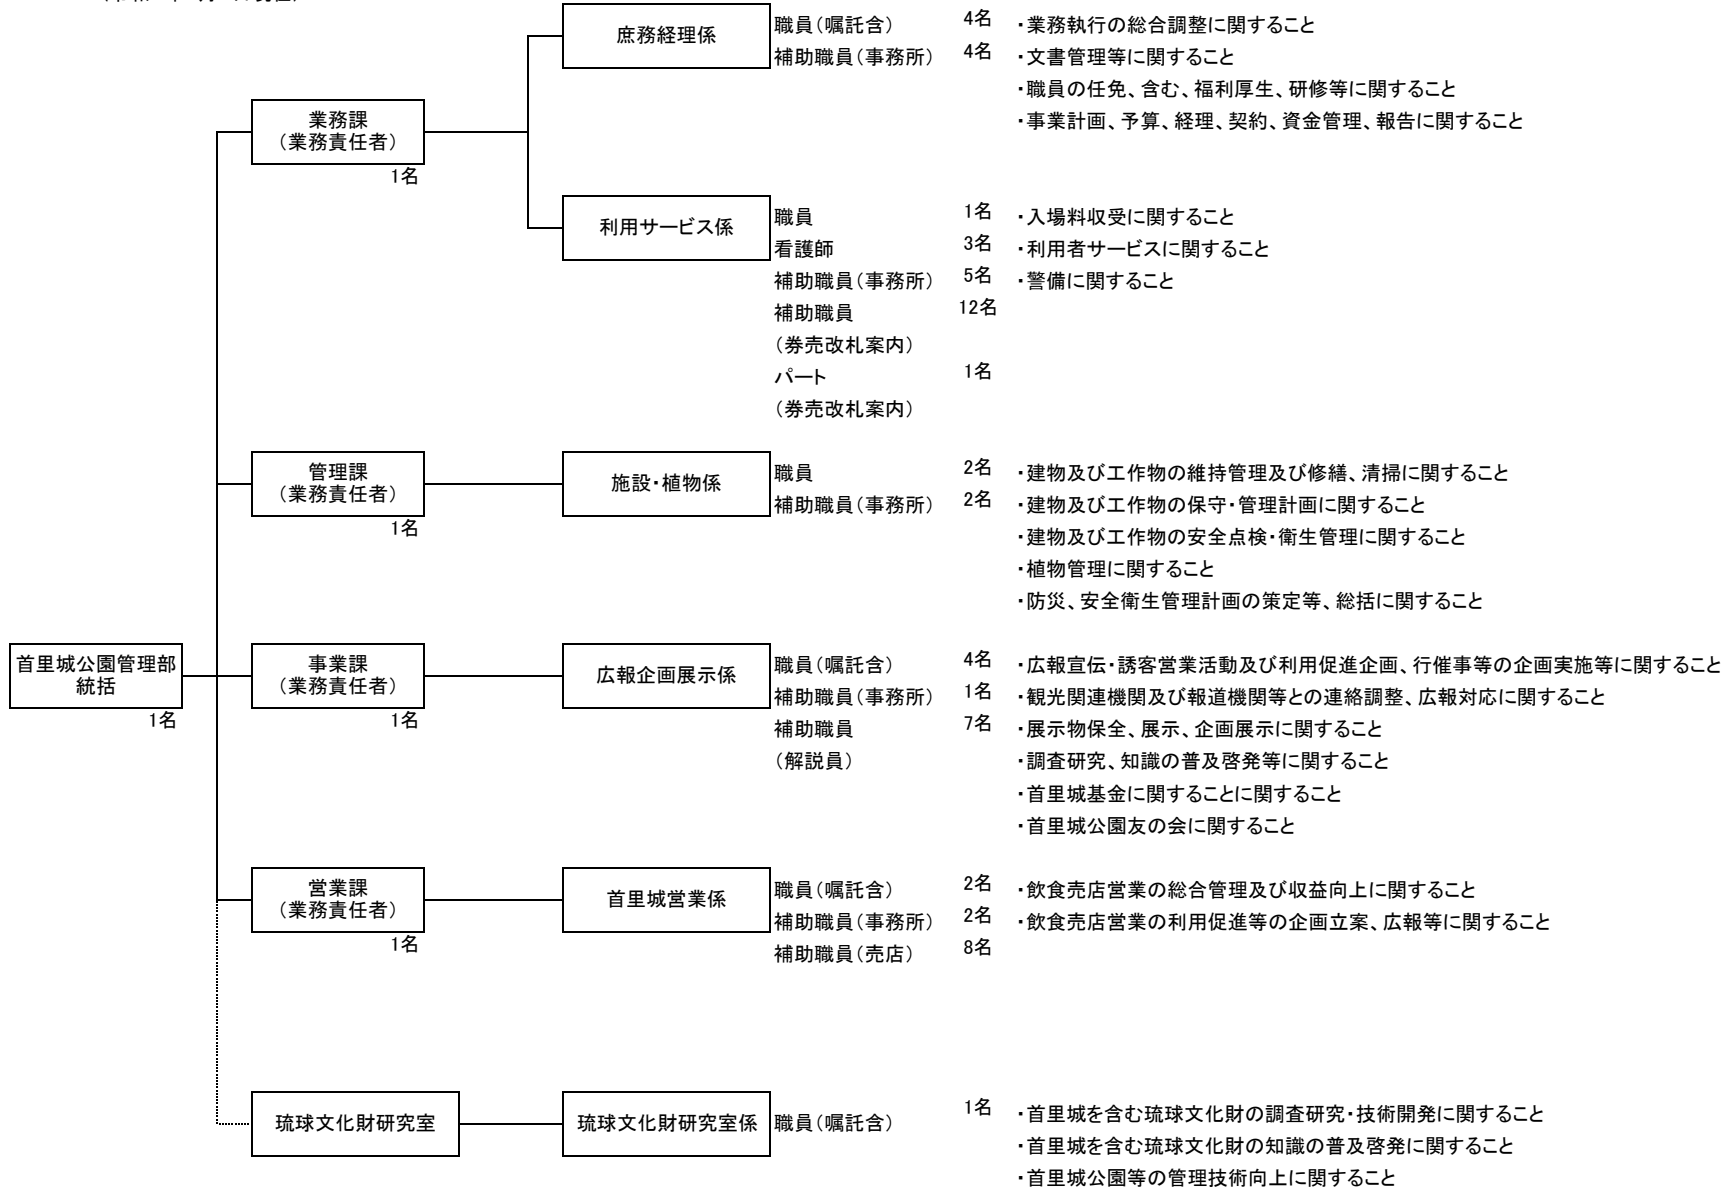 庶務経理係
職員（嘱託含） 4名 ・業務執行の総合調整に関すること
補助職員（事務所） 4名 ・文書管理等に関すること
・職員の任免、含む、福利厚生、研修等に関すること
・事業計画、予算、経理、契約、資金管理、報告に関すること
業務課
（業務責任者）
1名
利用サービス係
職員 1名 ・入場料収受に関すること
看護師 3名 ・利用者サービスに関すること
補助職員（事務所） 5名 ・警備に関すること
補助職員 12名
（券売改札案内）
パート 1名
（券売改札案内）
管理課
（業務責任者）
1名
施設・植物係
職員 2名 ・建物及び工作物の維持管理及び修繕、清掃に関すること
補助職員（事務所） 2名 ・建物及び工作物の保守・管理計画に関すること
・建物及び工作物の安全点検・衛生管理に関すること
・植物管理に関すること
・防災、安全衛生管理計画の策定等、総括に関すること
首里城公園管理部
統括
1名
事業課
（業務責任者）
1名
広報企画展示係
職員（嘱託含） 4名 ・広報宣伝・誘客営業活動及び利用促進企画、行催事等の企画実施等に関すること
補助職員（事務所） 1名 ・観光関連機関及び報道機関等との連絡調整、広報対応に関すること
補助職員 7名 ・展示物保全、展示、企画展示に関すること
（解説員） ・調査研究、知識の普及啓発等に関すること
・首里城基金に関することに関すること
・首里城公園友の会に関すること
営業課
（業務責任者）
1名
首里城営業係
職員（嘱託含） 2名 ・飲食売店営業の総合管理及び収益向上に関すること
補助職員（事務所） 2名 ・飲食売店営業の利用促進等の企画立案、広報等に関すること
補助職員（売店） 8名
琉球文化財研究室
琉球文化財研究室係
職員（嘱託含） 1名 ・首里城を含む琉球文化財の調査研究・技術開発に関すること
・首里城を含む琉球文化財の知識の普及啓発に関すること
・首里城公園等の管理技術向上に関すること